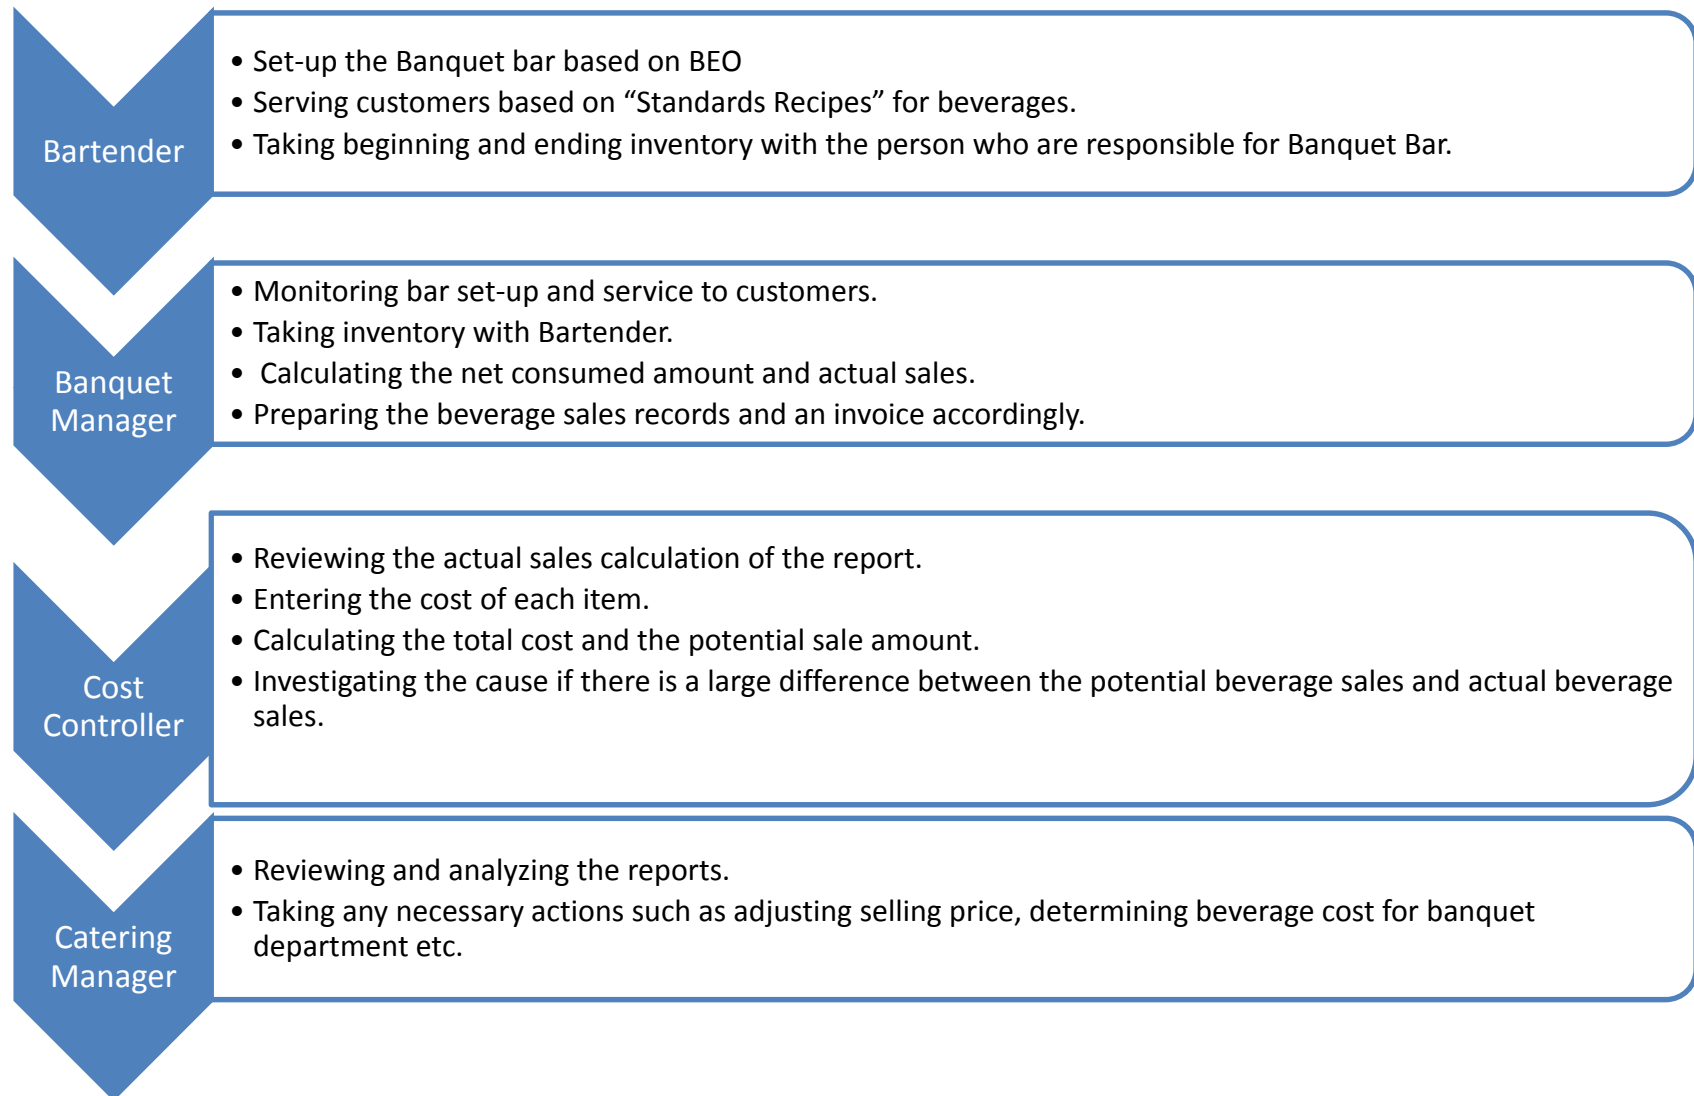 Bartender
• Set-up the Banquet bar based on BEO
• Serving customers based on “Standards Recipes” for beverages.
• Taking beginning and ending inventory with the person who are responsible for Banquet Bar.
Banquet
Manager
• Monitoring bar set-up and service to customers.
• Taking inventory with Bartender.
• Calculating the net consumed amount and actual sales.
• Preparing the beverage sales records and an invoice accordingly.
Cost
Controller
• Reviewing the actual sales calculation of the report.
• Entering the cost of each item.
• Calculating the total cost and the potential sale amount.
• Investigating the cause if there is a large difference between the potential beverage sales and actual beverage
sales.
Catering
Manager
• Reviewing and analyzing the reports.
• Taking any necessary actions such as adjusting selling price, determining beverage cost for banquet
department etc.